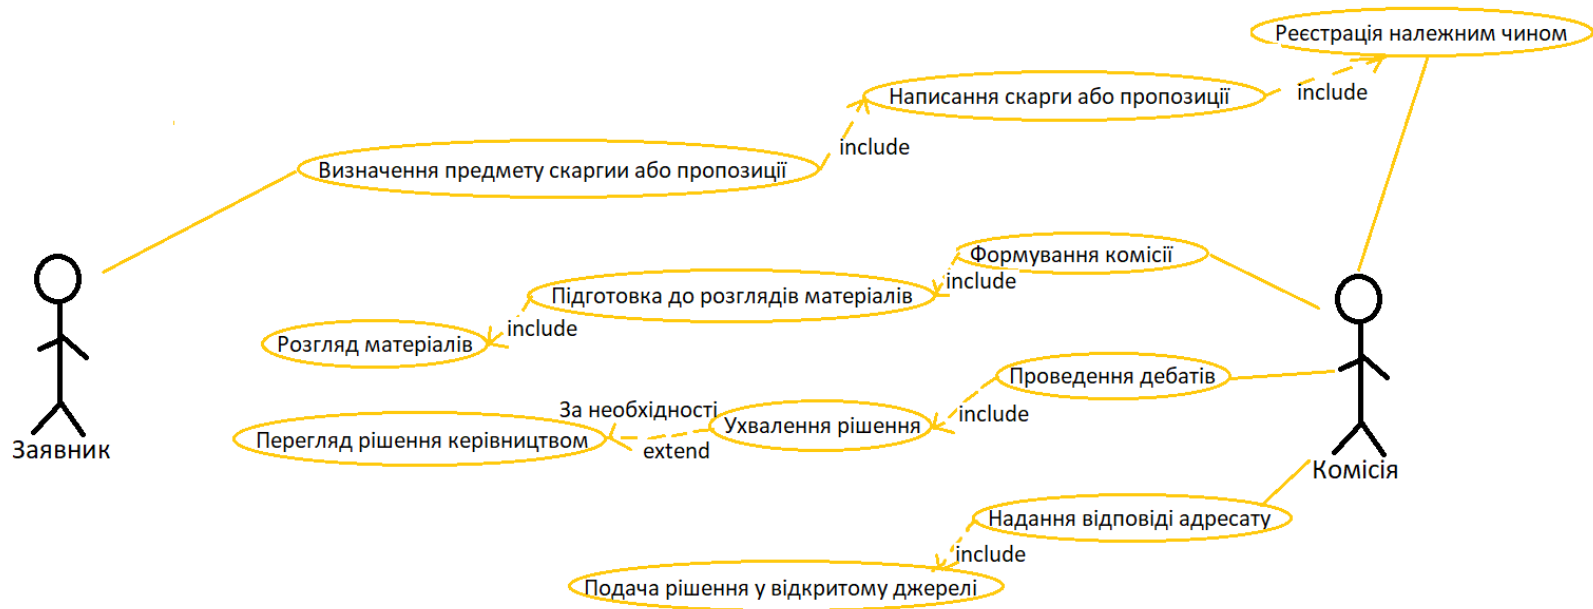 Реєстрація належним чином
Написання скарги або пропозиції
include
include
Визначення предмету скаргии або пропозиції
Формування комісії
include
Підготовка до розглядів матеріалів
include
Розгляд матеріалів
Проведення дебатів
include
За необхідності
Ухвалення рішення
Перегляд рішення керівництвом
extend
Заявник
Комісія
Надання відповіді адресату
include
Подача рішення у відкритому джерелі